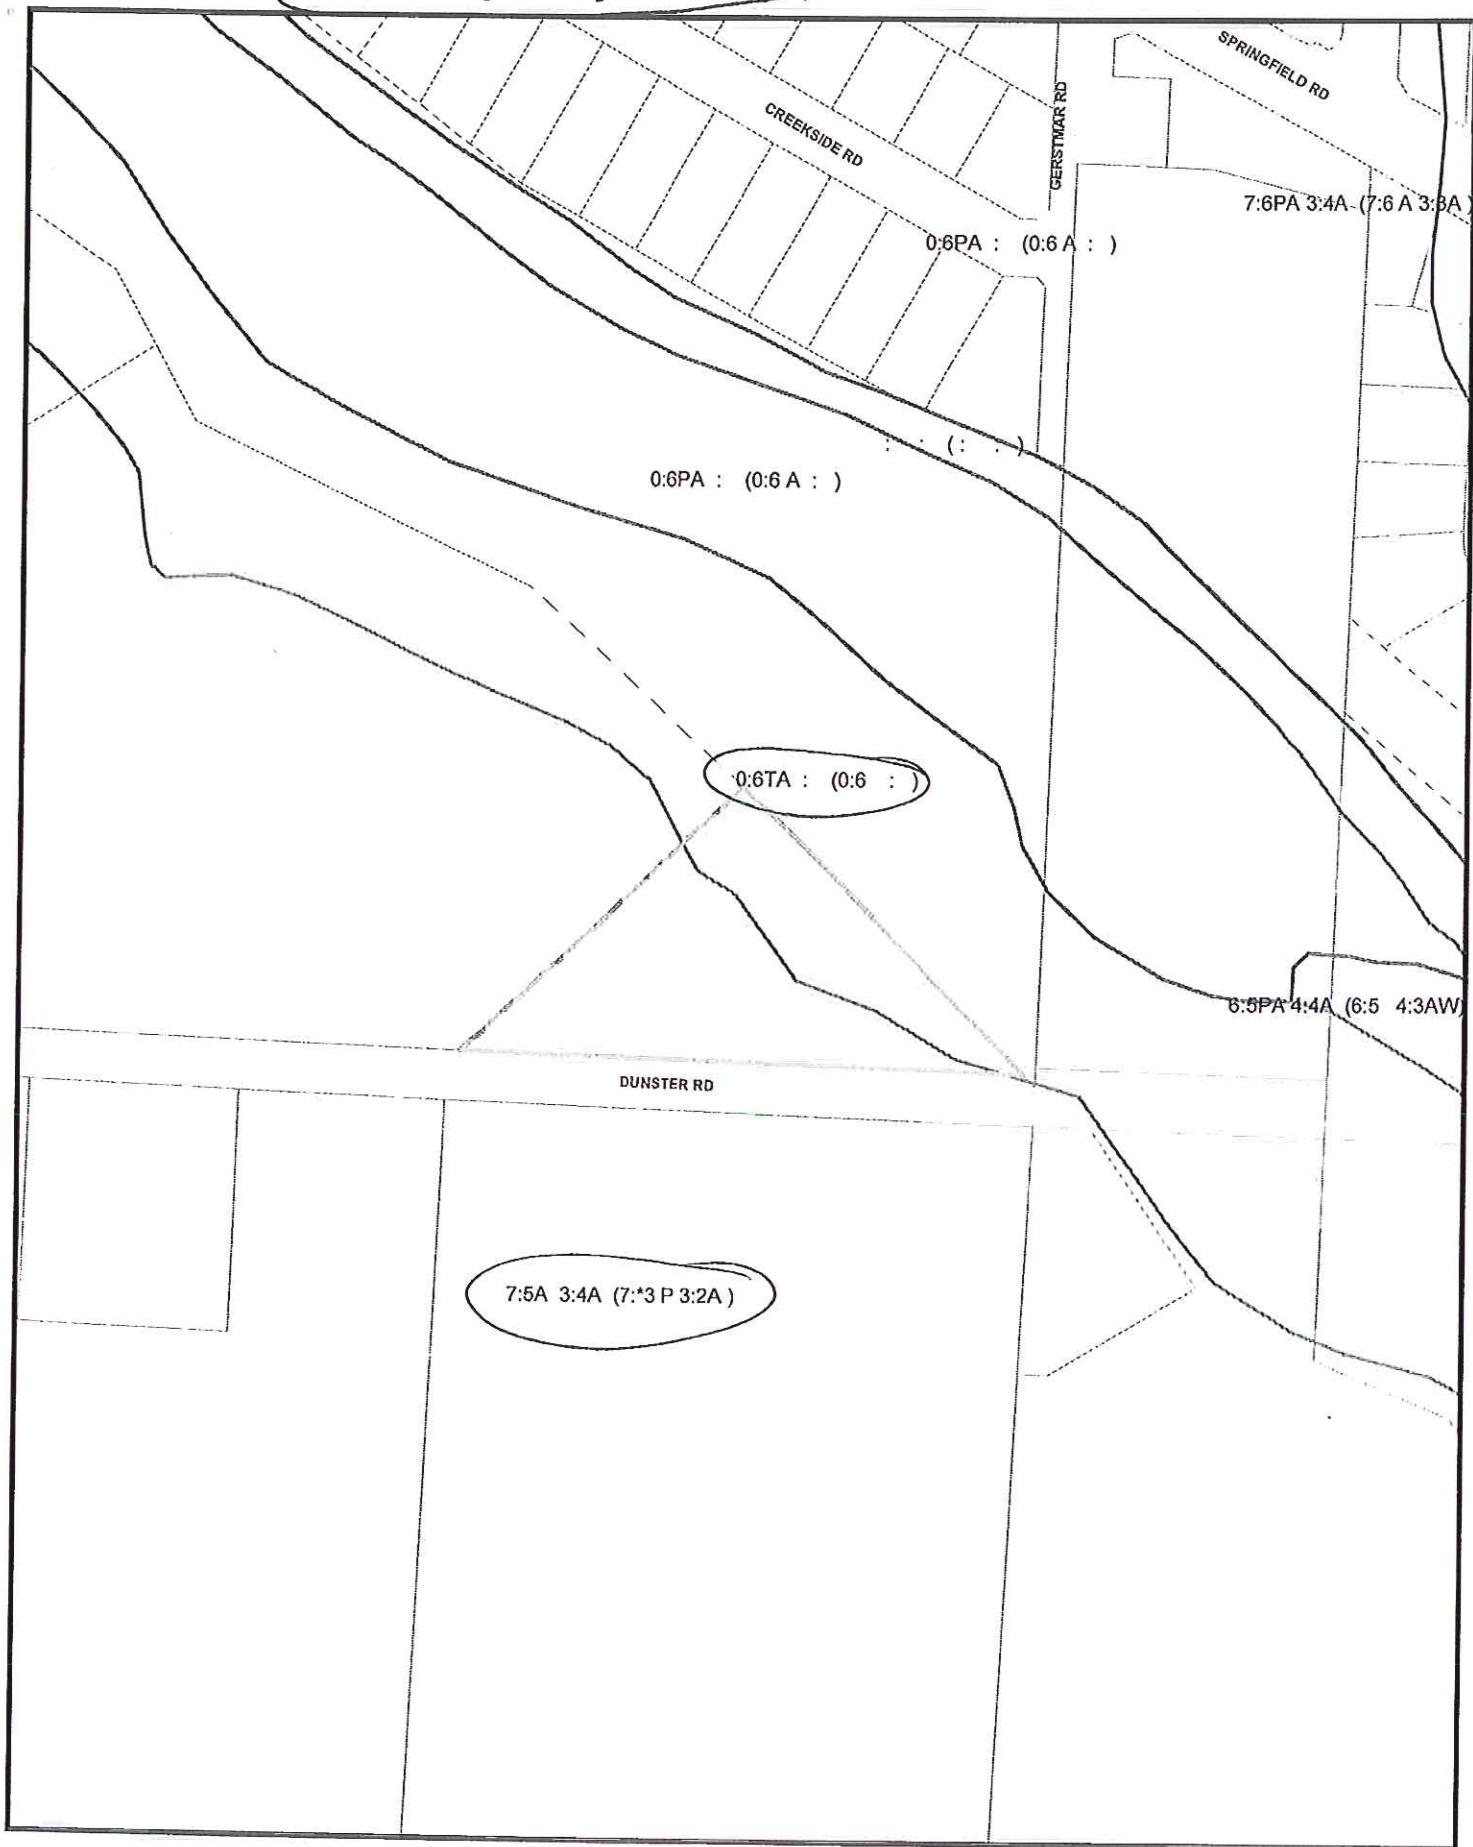 SPRINGFIELD RD
CREEKSIDE RD
GERSTMAR RD
7:6PA 3:4A (7:6 A 3:3A )
0:6PA : (0:6 A : )
: : (: : )
0:6PA : (0:6 A : )
0:6TA : (0:6 : )
6:5PA 4:4A (6:5 4:3AW)
DUNSTER RD
7:5A 3:4A (7:*3 P 3:2A )